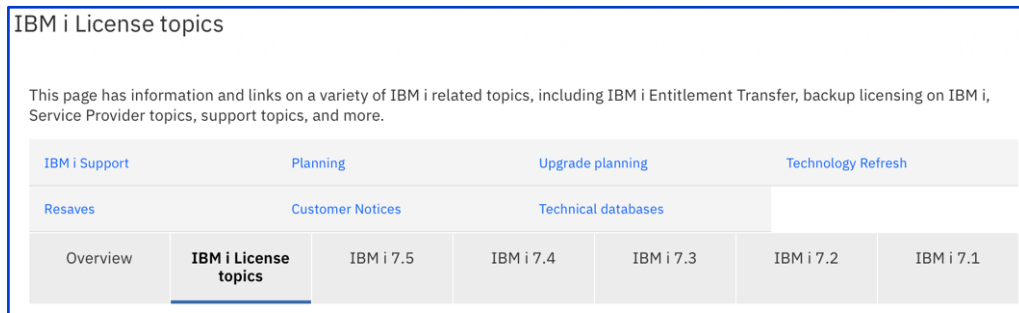 IBM i License topics
This page has information and links on a variety of IBM i related topics, including IBM i Entitlement Transfer, backup licensing on IBM i,
Service Provider topics, support topics, and more.
IBM i Support Planning Upgrade planning Technology Refresh
Resaves Customer Notices Technical databases
Overview IBM i License topics IBM i 7.5 IBM i 7.4 IBM i 7.3 IBM i 7.2 IBM i 7.1